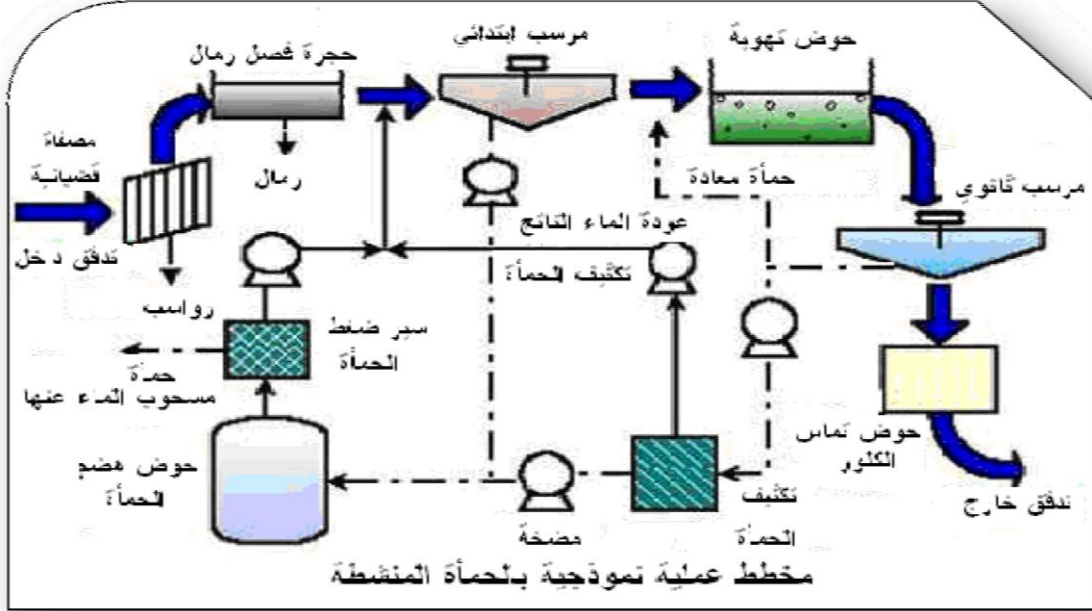 مرسب ابتدائي
حوض تهوية
حجرة فصل رمال
مصفاة
قضبانية
تدفق دخل
رمال
رواسب
حمأة معادة
مرسب ثانوي
عودة الماء الناتج
تكثيف الحمأة
سير ضغط
الحمأة
حمأة
مسحوب الماء عنها
حوض هضم
الحمأة
مضخة
تكثيف
الحمأة
حوض تماس
الكلور
تدفق خارج
مخطط عملية نموذجية بالحمأة المنشطة